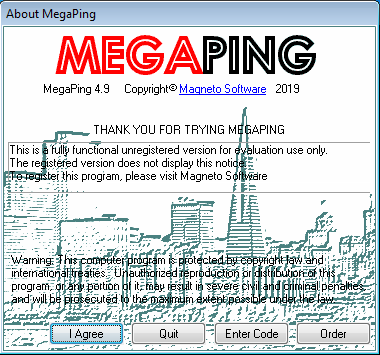 About MegaPing
MEGAPING
MegaPing 4.9 Copyright© Magneto Software 2019
THANK YOU FOR TRYING MEGAPING
This is a fully functional unregistered version for evaluation use only.
The registered version does not display this notice.
To register this program, please visit Magneto Software
Warning: This computer program is protected by copyright law and
international treaties. Unauthorized reproduction or distribution of this
program, or any portion of it, may result in severe civil and criminal penalties,
and will be prosecuted to the maximum extent possible under the law.
I Agree Quit Enter Code Order